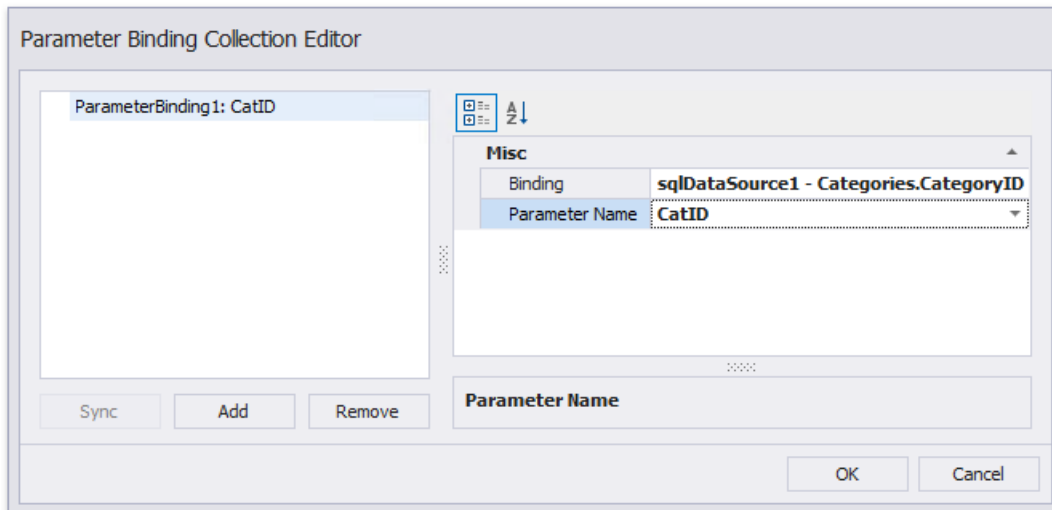 Parameter Binding Collection Editor
ParameterBinding1: CatID
A
Z
Misc
Binding sqlDataSource1 - Categories.CategoryID
Parameter Name CatID
Sync Add Remove
Parameter Name
OK Cancel